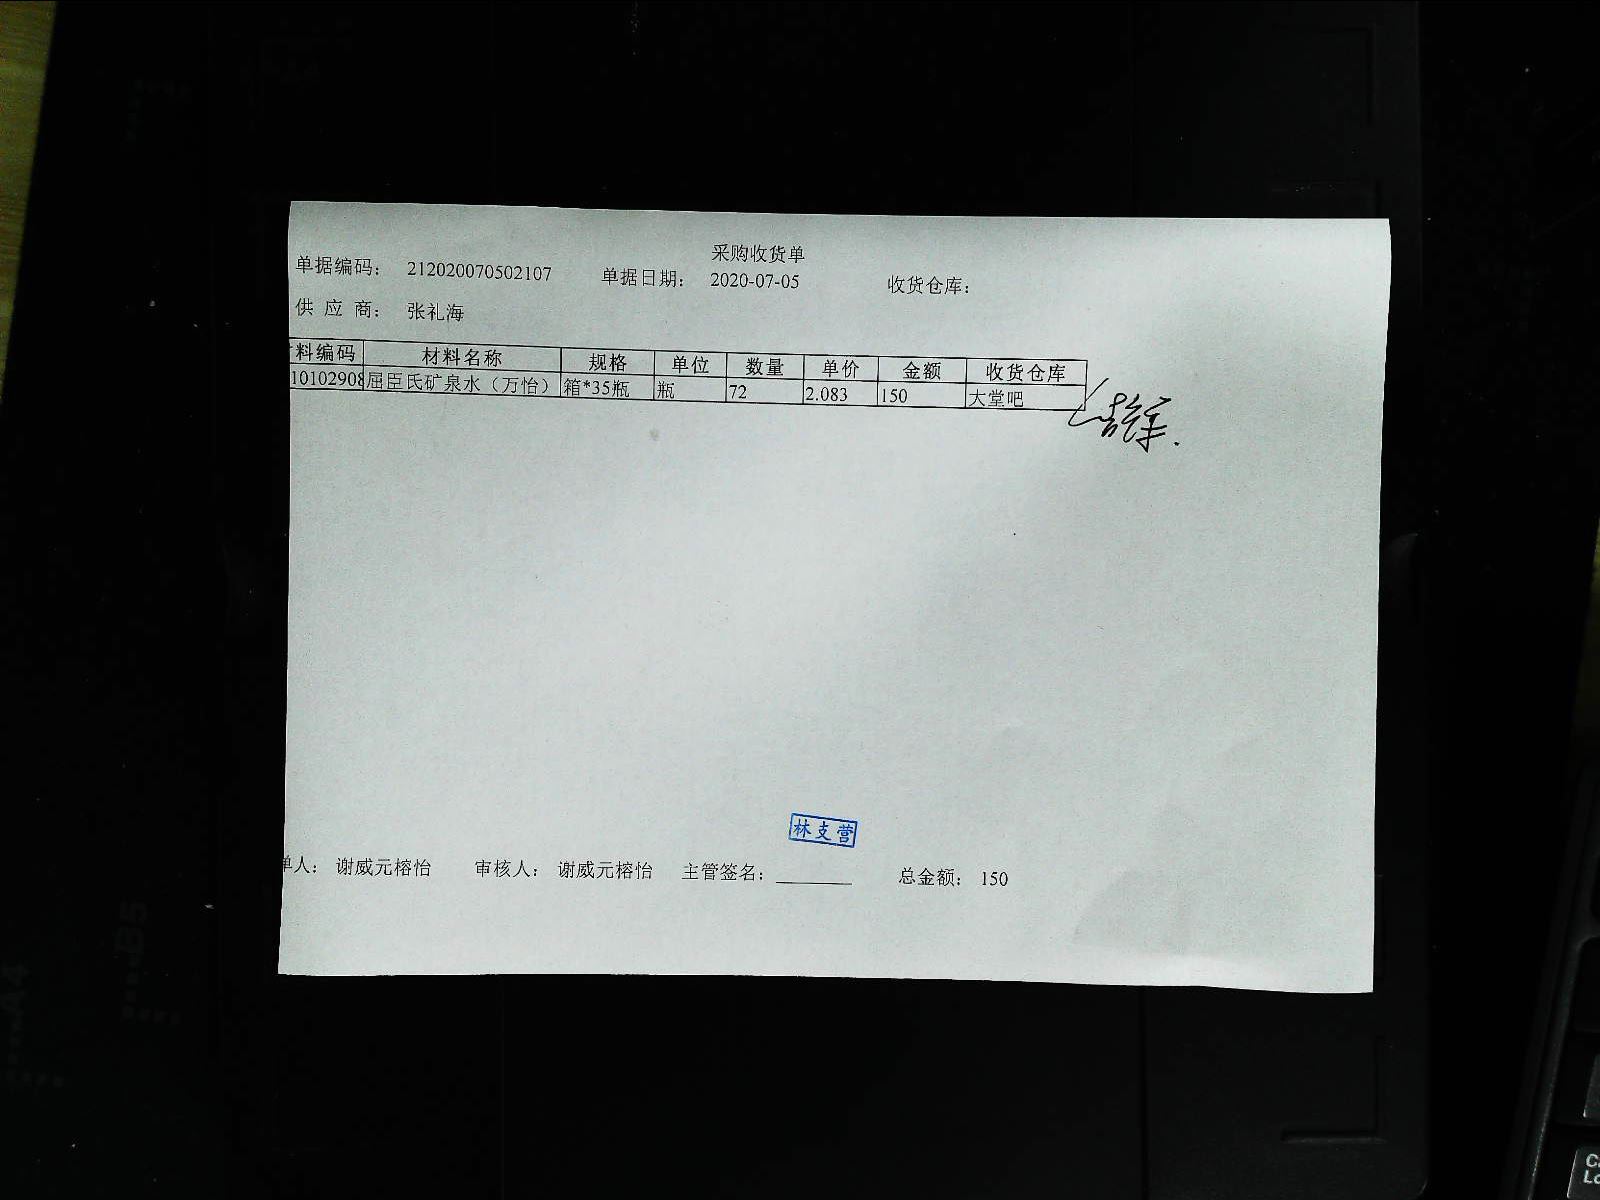 采购收货单
单据编码: 212020070502107 单据日期: 2020-07-05 收货仓库:
供 应 商: 张礼海
料编码 材料名称 规格 单位 数量 单价 金额 收货仓库
10102908 屈臣氏矿泉水（万怡） 箱*35瓶 瓶 72 2.083 150 大堂吧
林支营
单人: 谢威元榕怡 审核人: 谢威元榕怡 主管签名: 总金额: 150
B5
A4